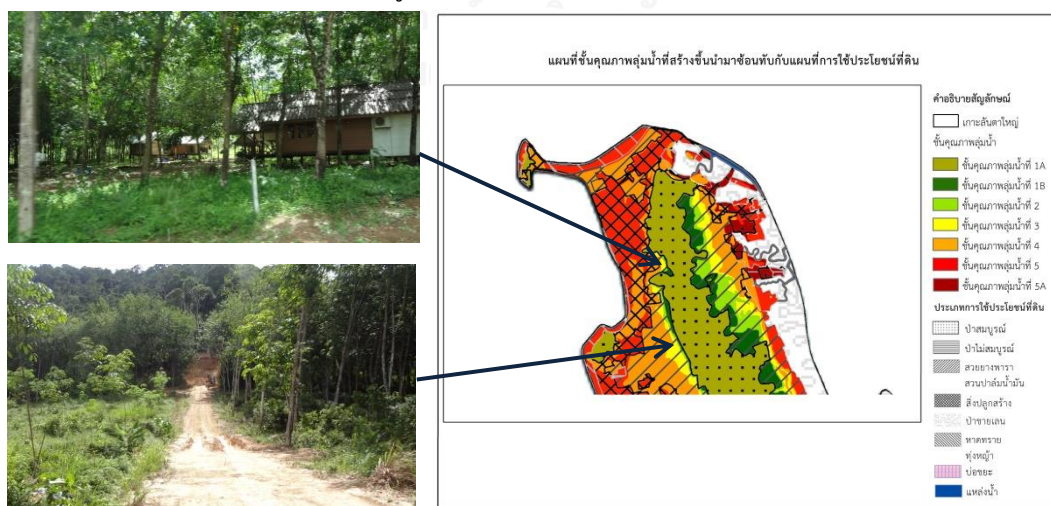 แผนที่ชั้นคุณภาพลุ่มน้ำที่สร้างขึ้นนำมาซ้อนทับกับแผนที่การใช้ประโยชน์ที่ดิน
คำอธิบายสัญลักษณ์
เกาะลันตาใหญ่
ชั้นคุณภาพลุ่มน้ำ
ชั้นคุณภาพลุ่มน้ำที่ 1A
ชั้นคุณภาพลุ่มน้ำที่ 1B
ชั้นคุณภาพลุ่มน้ำที่ 2
ชั้นคุณภาพลุ่มน้ำที่ 3
ชั้นคุณภาพลุ่มน้ำที่ 4
ชั้นคุณภาพลุ่มน้ำที่ 5
ชั้นคุณภาพลุ่มน้ำที่ 5A
ประเภทการใช้ประโยชน์ที่ดิน
ป่าสมบูรณ์
ป่าไม่สมบูรณ์
สวยยางพารา
สวนปาล์มน้ำมัน
สิ่งปลูกสร้าง
ป่าชายเลน
หาดทราย
ทุ่งหญ้า
บ่อขยะ
แหล่งน้ำ